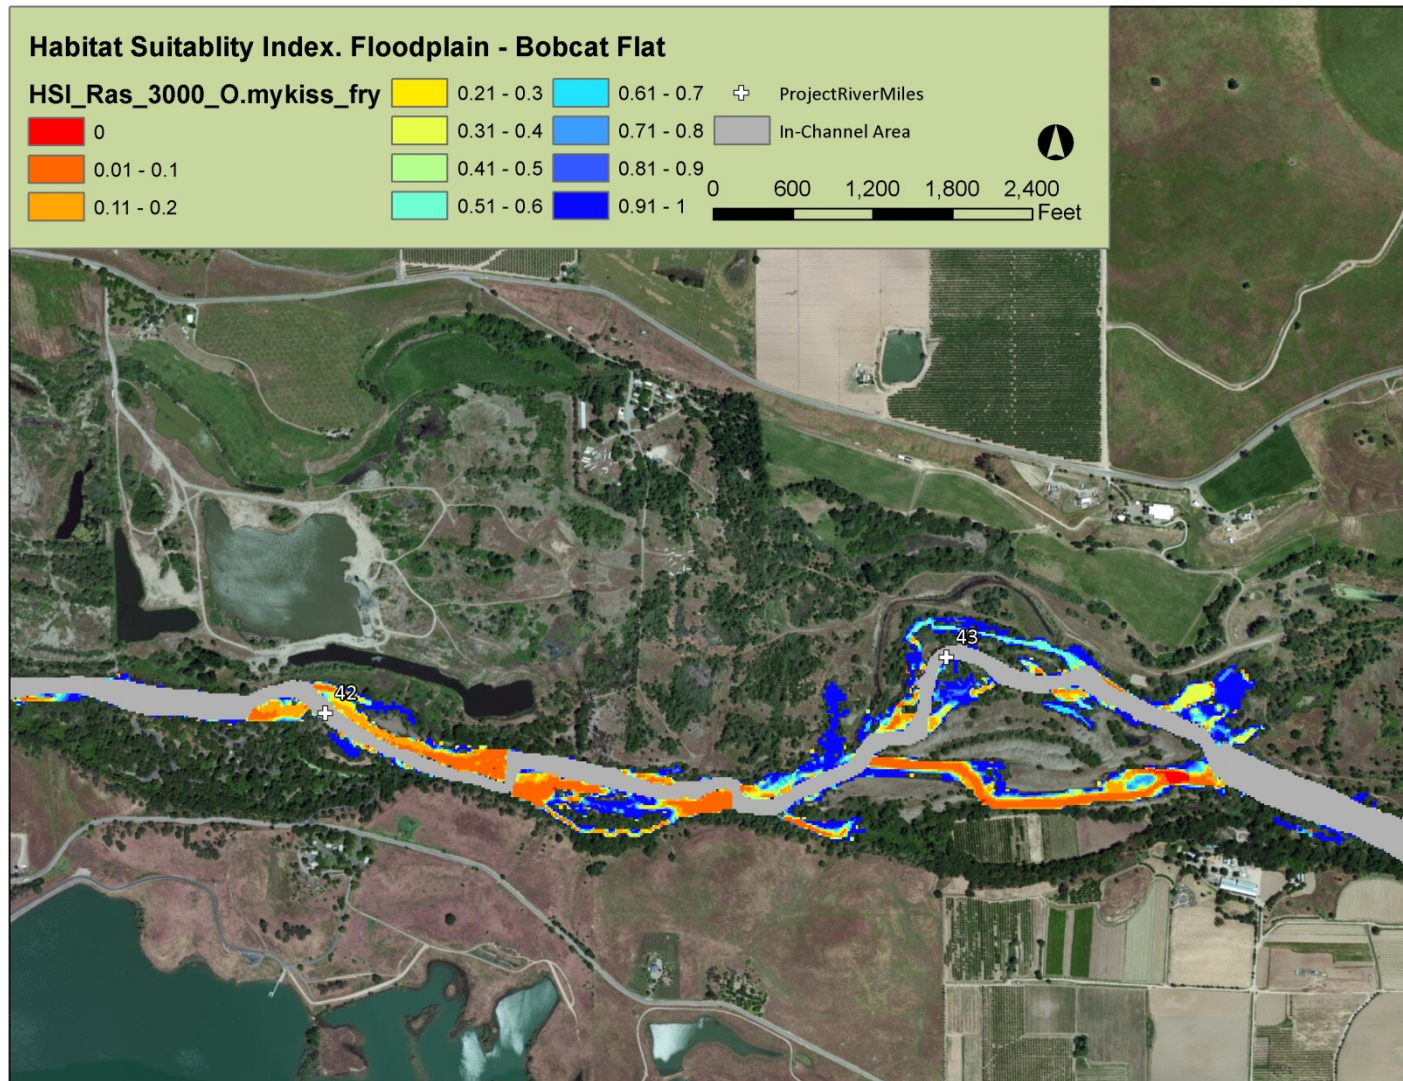 Habitat Suitablity Index. Floodplain - Bobcat Flat
HSI_Ras_3000_O.mykiss_fry
0
0.01 - 0.1
0.11 - 0.2
0.21 - 0.3
0.31 - 0.4
0.41 - 0.5
0.51 - 0.6
0.61 - 0.7
0.71 - 0.8
0.81 - 0.9
0.91 - 1
ProjectRiverMiles
In-Channel Area
0 600 1,200 1,800 2,400
Feet
43
42